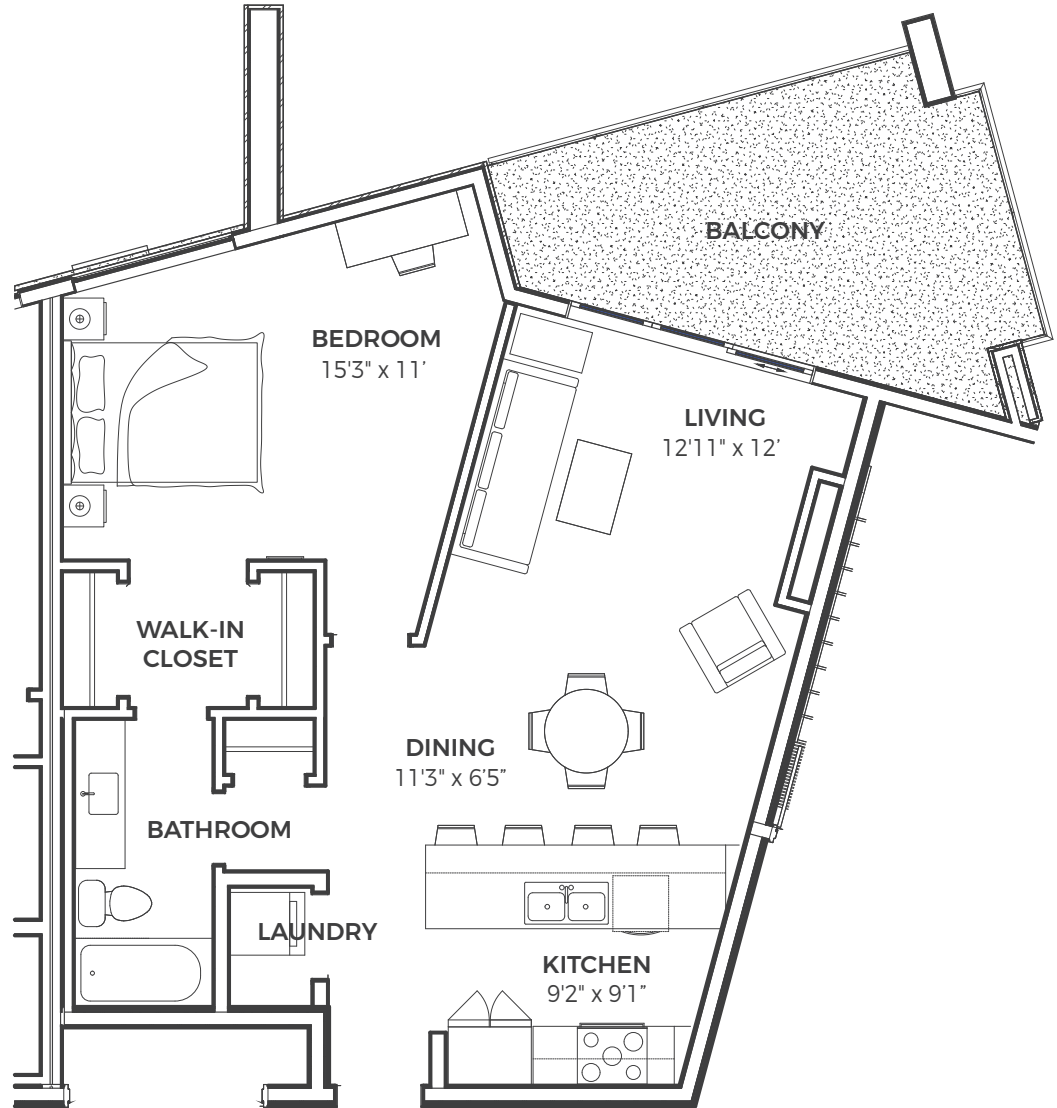 BALCONY
BEDROOM
15'3" x 11'
LIVING
12'11" x 12'
WALK-IN
CLOSET
DINING
11'3" x 6'5"
BATHROOM
LAUNDRY
KITCHEN
9'2" x 9'1"